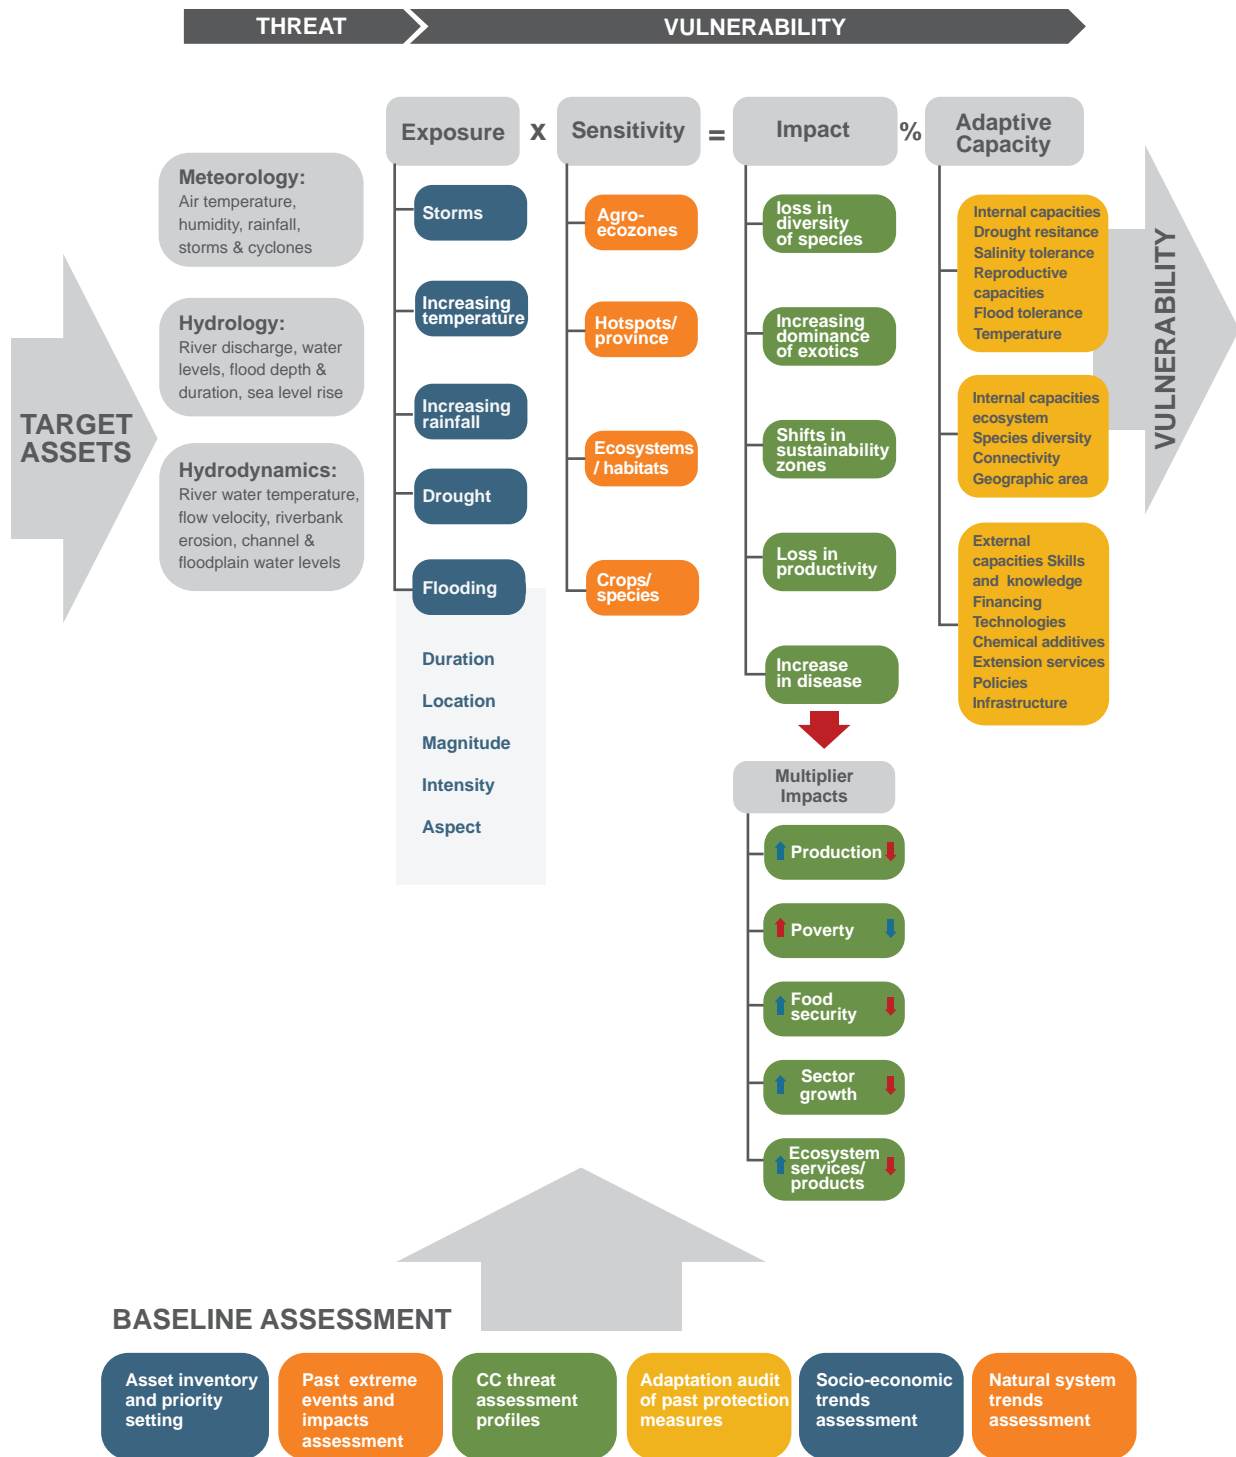 THREAT
VULNERABILITY
Exposure
x
Sensitivity
=
Impact
%
Adaptive
Capacity
TARGET
ASSETS
Meteorology:
Air temperature,
humidity, rainfall,
storms & cyclones
Hydrology:
River discharge, water
levels, flood depth &
duration, sea level rise
Hydrodynamics:
River water temperature,
flow velocity, riverbank
erosion, channel &
floodplain water levels
Storms
Increasing
temperature
Increasing
rainfall
Drought
Flooding
Duration
Location
Magnitude
Intensity
Aspect
Agro-
ecozones
Hotspots/
province
Ecosystems
/ habitats
Crops/
species
loss in
diversity
of species
Increasing
dominance
of exotics
Shifts in
sustainability
zones
Loss in
productivity
Increase
in disease
Multiplier
Impacts
Production
Poverty
Food
security
Sector
growth
Ecosystem
services/
products
Internal capacities
Drought resitance
Salinity tolerance
Reproductive
capacities
Flood tolerance
Temperature
Internal capacities
ecosystem
Species diversity
Connectivity
Geographic area
External
capacities Skills
and knowledge
Financing
Technologies
Chemical additives
Extension services
Policies
Infrastructure
VULNERABILITY
BASELINE ASSESSMENT
Asset inventory
and priority
setting
Past extreme
events and
impacts
assessment
CC threat
assessment
profiles
Adaptation audit
of past protection
measures
Socio-economic
trends
assessment
Natural system
trends
assessment